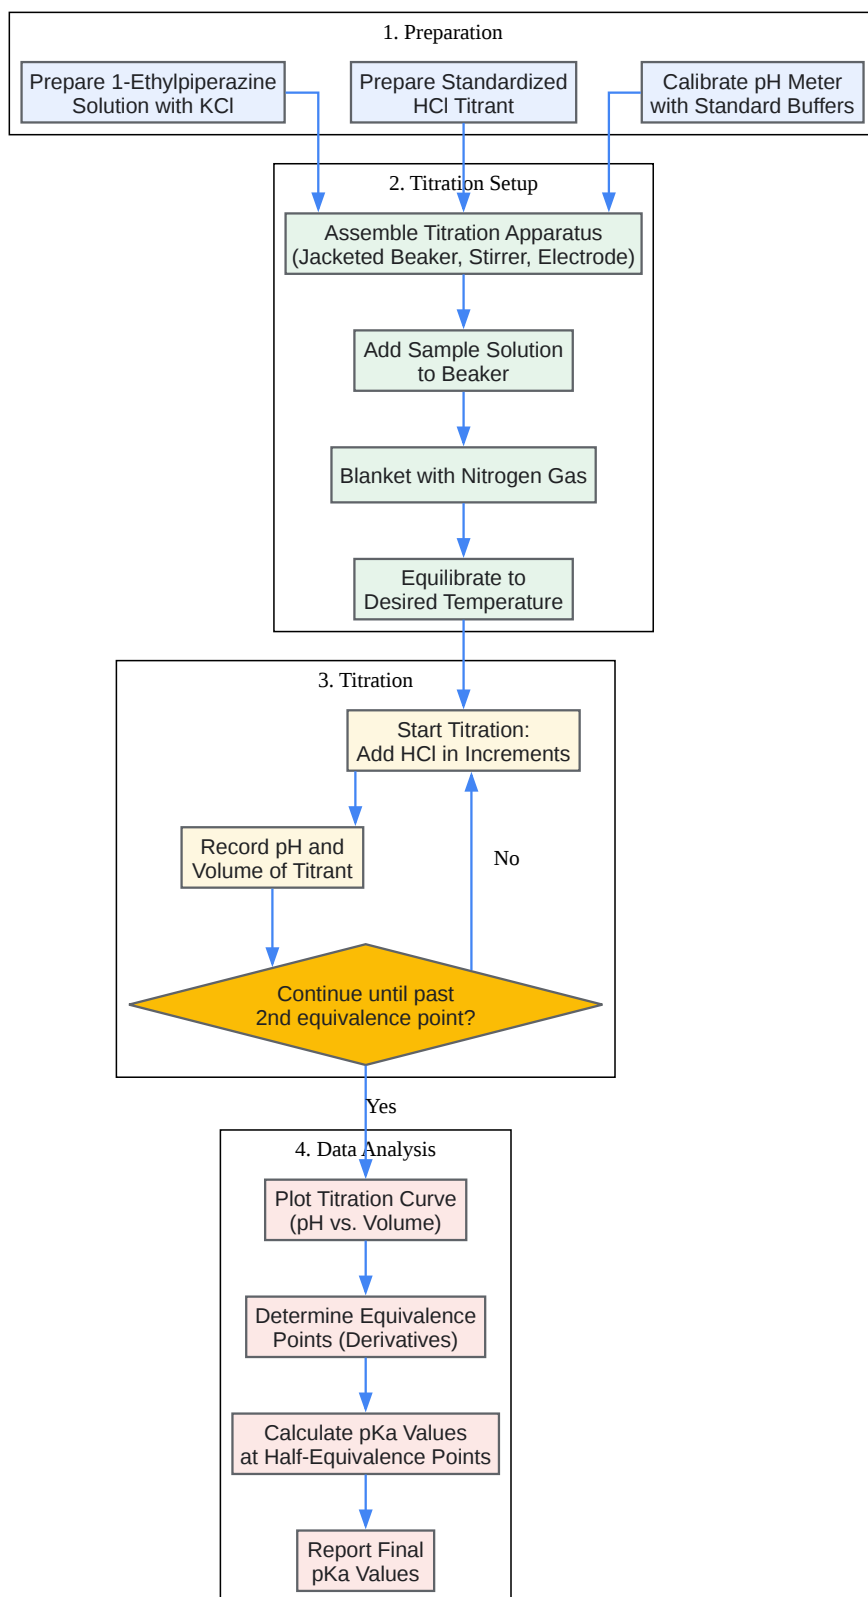 1. Preparation
Prepare 1-Ethylpiperazine
Solution with KCl
Prepare Standardized
HCl Titrant
Calibrate pH Meter
with Standard Buffers
2. Titration Setup
Assemble Titration Apparatus
(Jacketed Beaker, Stirrer, Electrode)
Add Sample Solution
to Beaker
Blanket with Nitrogen Gas
Equilibrate to
Desired Temperature
3. Titration
Start Titration:
Add HCl in Increments
Record pH and
Volume of Titrant
No
Continue until past
2nd equivalence point?
Yes
4. Data Analysis
Plot Titration Curve
(pH vs. Volume)
Determine Equivalence
Points (Derivatives)
Calculate pKa Values
at Half-Equivalence Points
Report Final
pKa Values